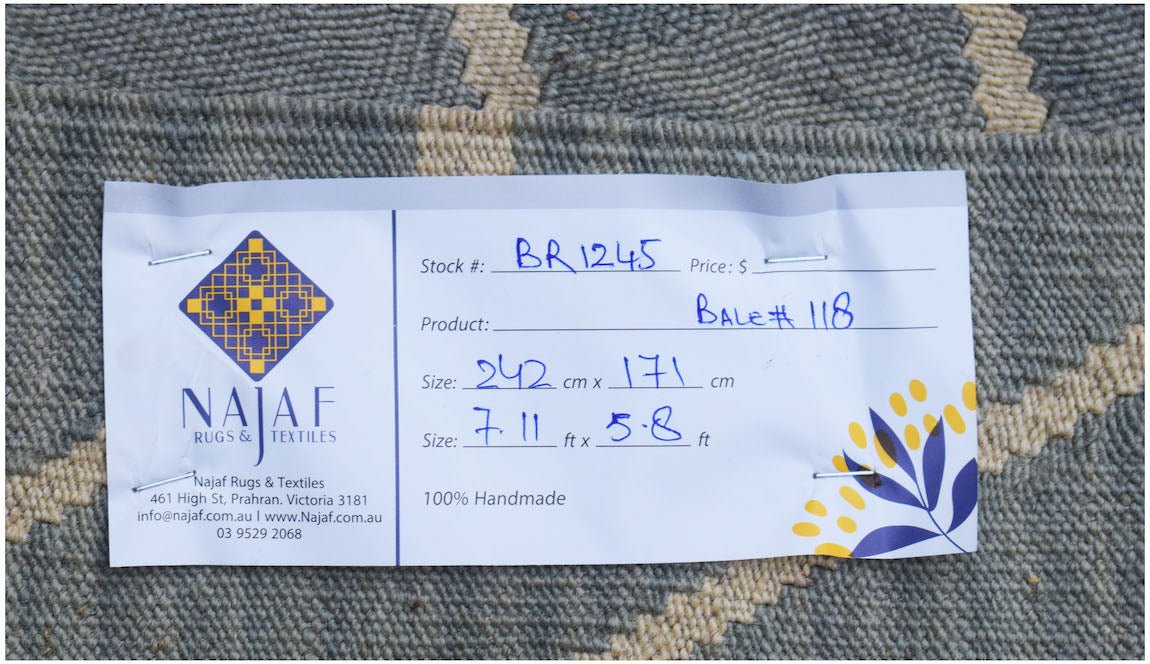 NAJAF
RUGS & TEXTILES
Najaf Rugs & Textiles
461 High St, Prahran. Victoria 3181
info@najaf.com.au | www.Najaf.com.au
03 9529 2068
Stock #: BR1245 Price: $
Product: BALE# 118
Size: 242 cm x 171 cm
Size: 7.11 ft x 5.8 ft
100% Handmade